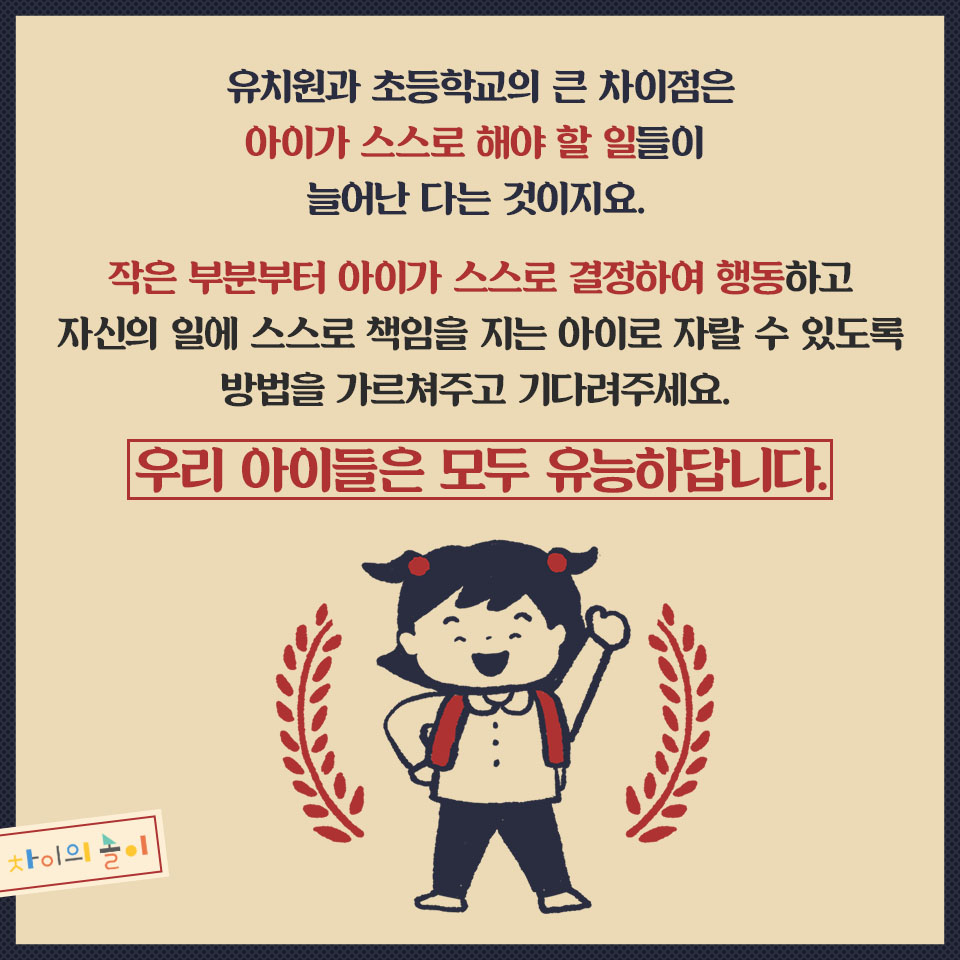 유치원과 초등학교의 큰 차이점은
아이가 스스로 해야 할 일들이
늘어난 다는 것이지요.
작은 부분부터 아이가 스스로 결정하여 행동하고
자신의 일에 스스로 책임을 지는 아이로 자랄 수 있도록
방법을 가르쳐주고 기다려주세요.
우리 아이들은 모두 유능하답니다.
차이의 놀이